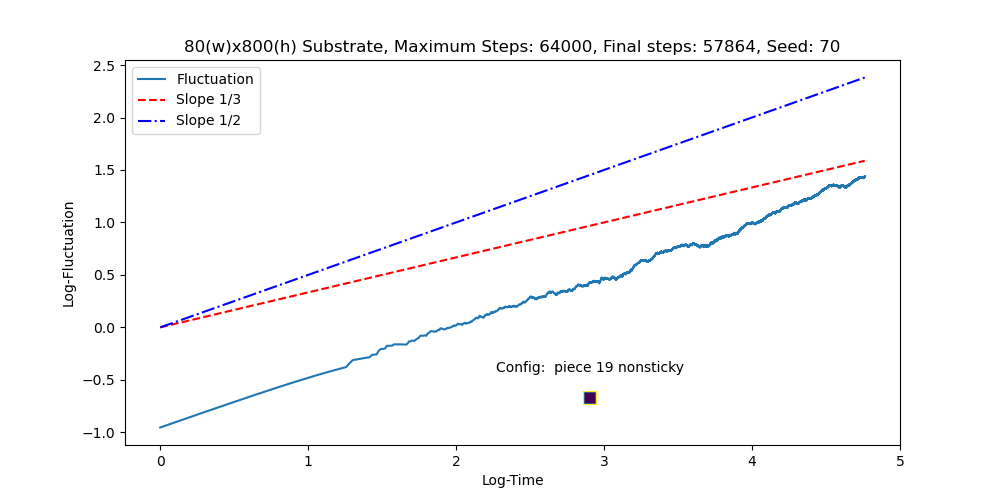 80(w)x800(h) Substrate, Maximum Steps: 64000, Final steps: 57864, Seed: 70
2.5
2.0
1.5
1.0
0.5
0.0
−0.5
−1.0
Log-Fluctuation
Fluctuation
Slope 1/3
Slope 1/2
Config:  piece 19 nonsticky
0 1 2 3 4 5
Log-Time